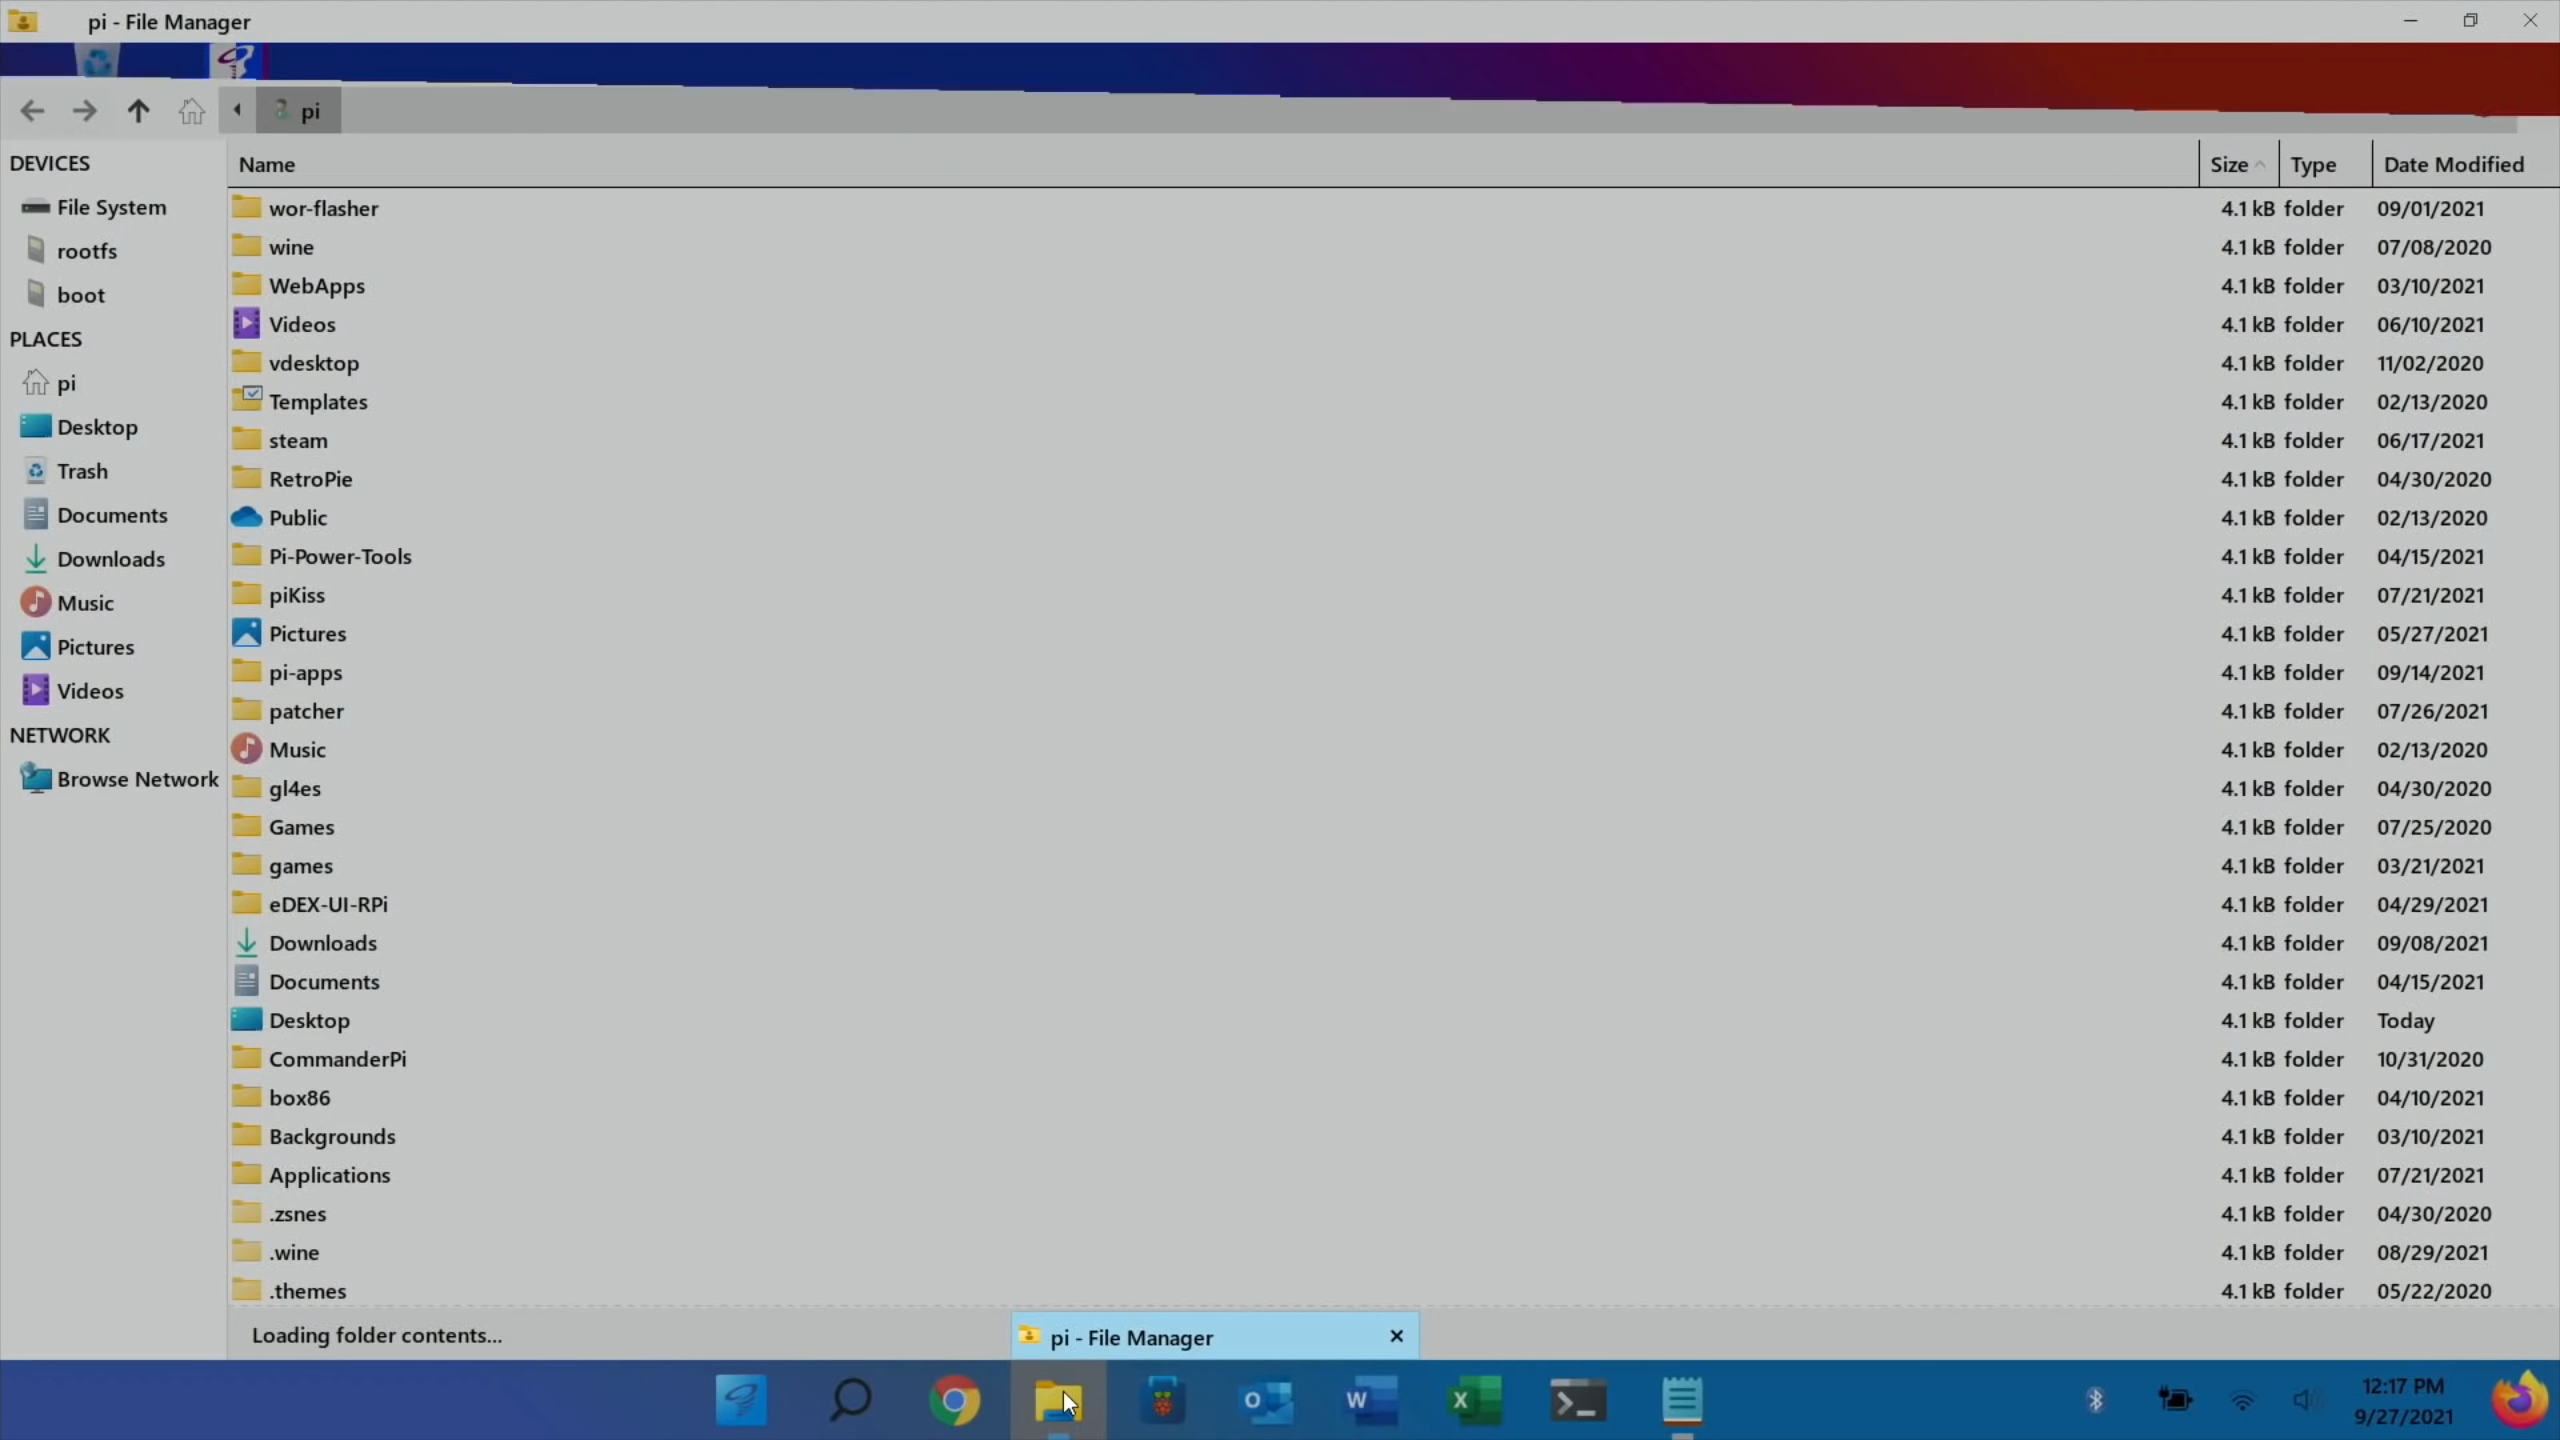 pi - File Manager
pi
DEVICES
File System
rootfs
boot
PLACES
pi
Desktop
Trash
Documents
Downloads
Music
Pictures
Videos
NETWORK
Browse Network
Name Size Type Date Modified
wor-flasher 4.1 kB folder 09/01/2021
wine 4.1 kB folder 07/08/2020
WebApps 4.1 kB folder 03/10/2021
Videos 4.1 kB folder 06/10/2021
vdesktop 4.1 kB folder 11/02/2020
Templates 4.1 kB folder 02/13/2020
steam 4.1 kB folder 06/17/2021
RetroPie 4.1 kB folder 04/30/2020
Public 4.1 kB folder 02/13/2020
Pi-Power-Tools 4.1 kB folder 04/15/2021
piKiss 4.1 kB folder 07/21/2021
Pictures 4.1 kB folder 05/27/2021
pi-apps 4.1 kB folder 09/14/2021
patcher 4.1 kB folder 07/26/2021
Music 4.1 kB folder 02/13/2020
gl4es 4.1 kB folder 04/30/2020
Games 4.1 kB folder 07/25/2020
games 4.1 kB folder 03/21/2021
eDEX-UI-RPi 4.1 kB folder 04/29/2021
Downloads 4.1 kB folder 09/08/2021
Documents 4.1 kB folder 04/15/2021
Desktop 4.1 kB folder Today
CommanderPi 4.1 kB folder 10/31/2020
box86 4.1 kB folder 04/10/2021
Backgrounds 4.1 kB folder 03/10/2021
Applications 4.1 kB folder 07/21/2021
.zsnes 4.1 kB folder 04/30/2020
.wine 4.1 kB folder 08/29/2021
.themes 4.1 kB folder 05/22/2020
Loading folder contents...
pi - File Manager
O W X
12:17 PM
9/27/2021